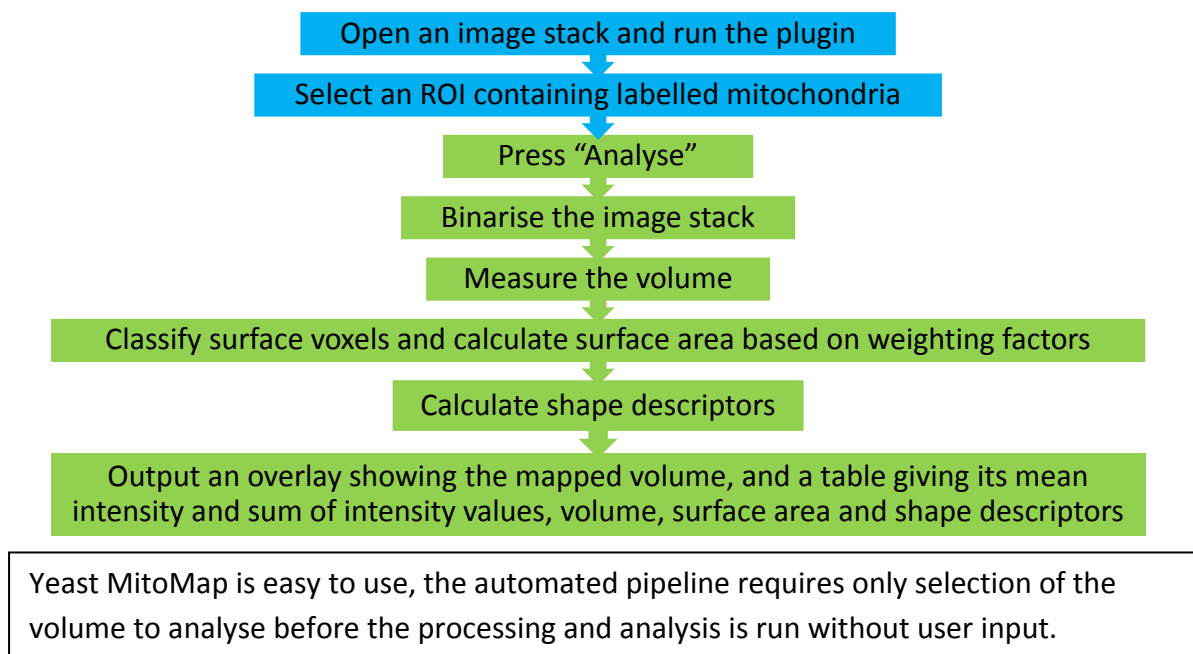 Open an image stack and run the plugin
Select an ROI containing labelled mitochondria
Press “Analyse”
Binarise the image stack
Measure the volume
Classify surface voxels and calculate surface area based on weighting factors
Calculate shape descriptors
Output an overlay showing the mapped volume, and a table giving its mean
intensity and sum of intensity values, volume, surface area and shape descriptors
Yeast MitoMap is easy to use, the automated pipeline requires only selection of the
volume to analyse before the processing and analysis is run without user input.